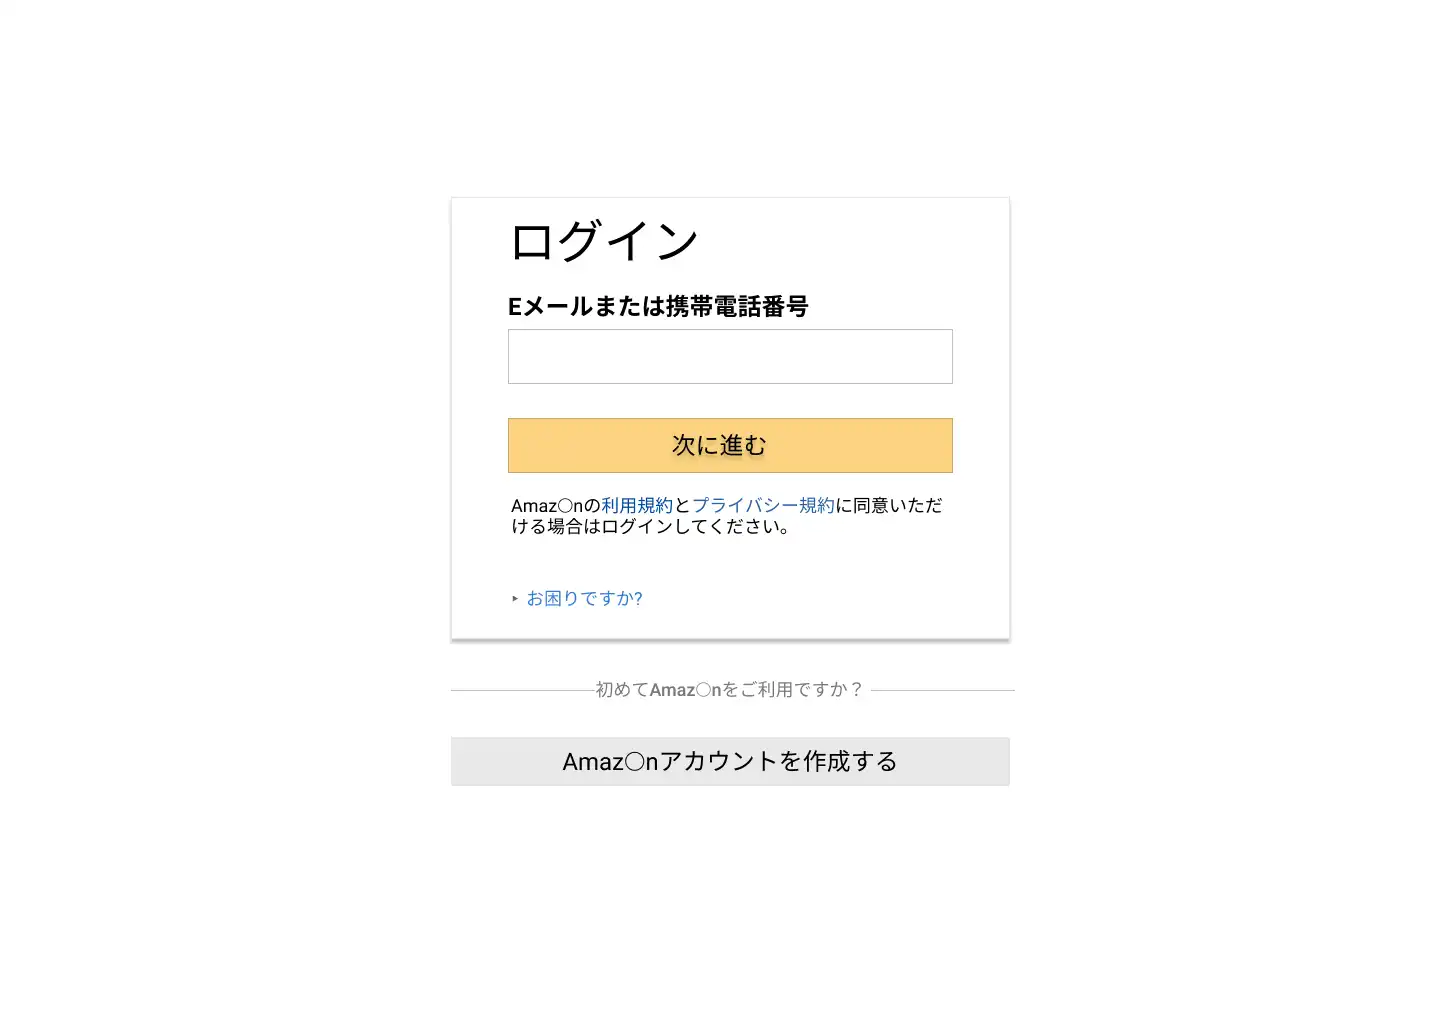 ログイン
Eメールまたは携帯電話番号
次に進む
Amaz〇nの利用規約とプライバシー規約に同意いただ
ける場合はログインしてください。
‣ お困りですか?
初めてAmaz〇nをご利用ですか？
Amaz〇nアカウントを作成する